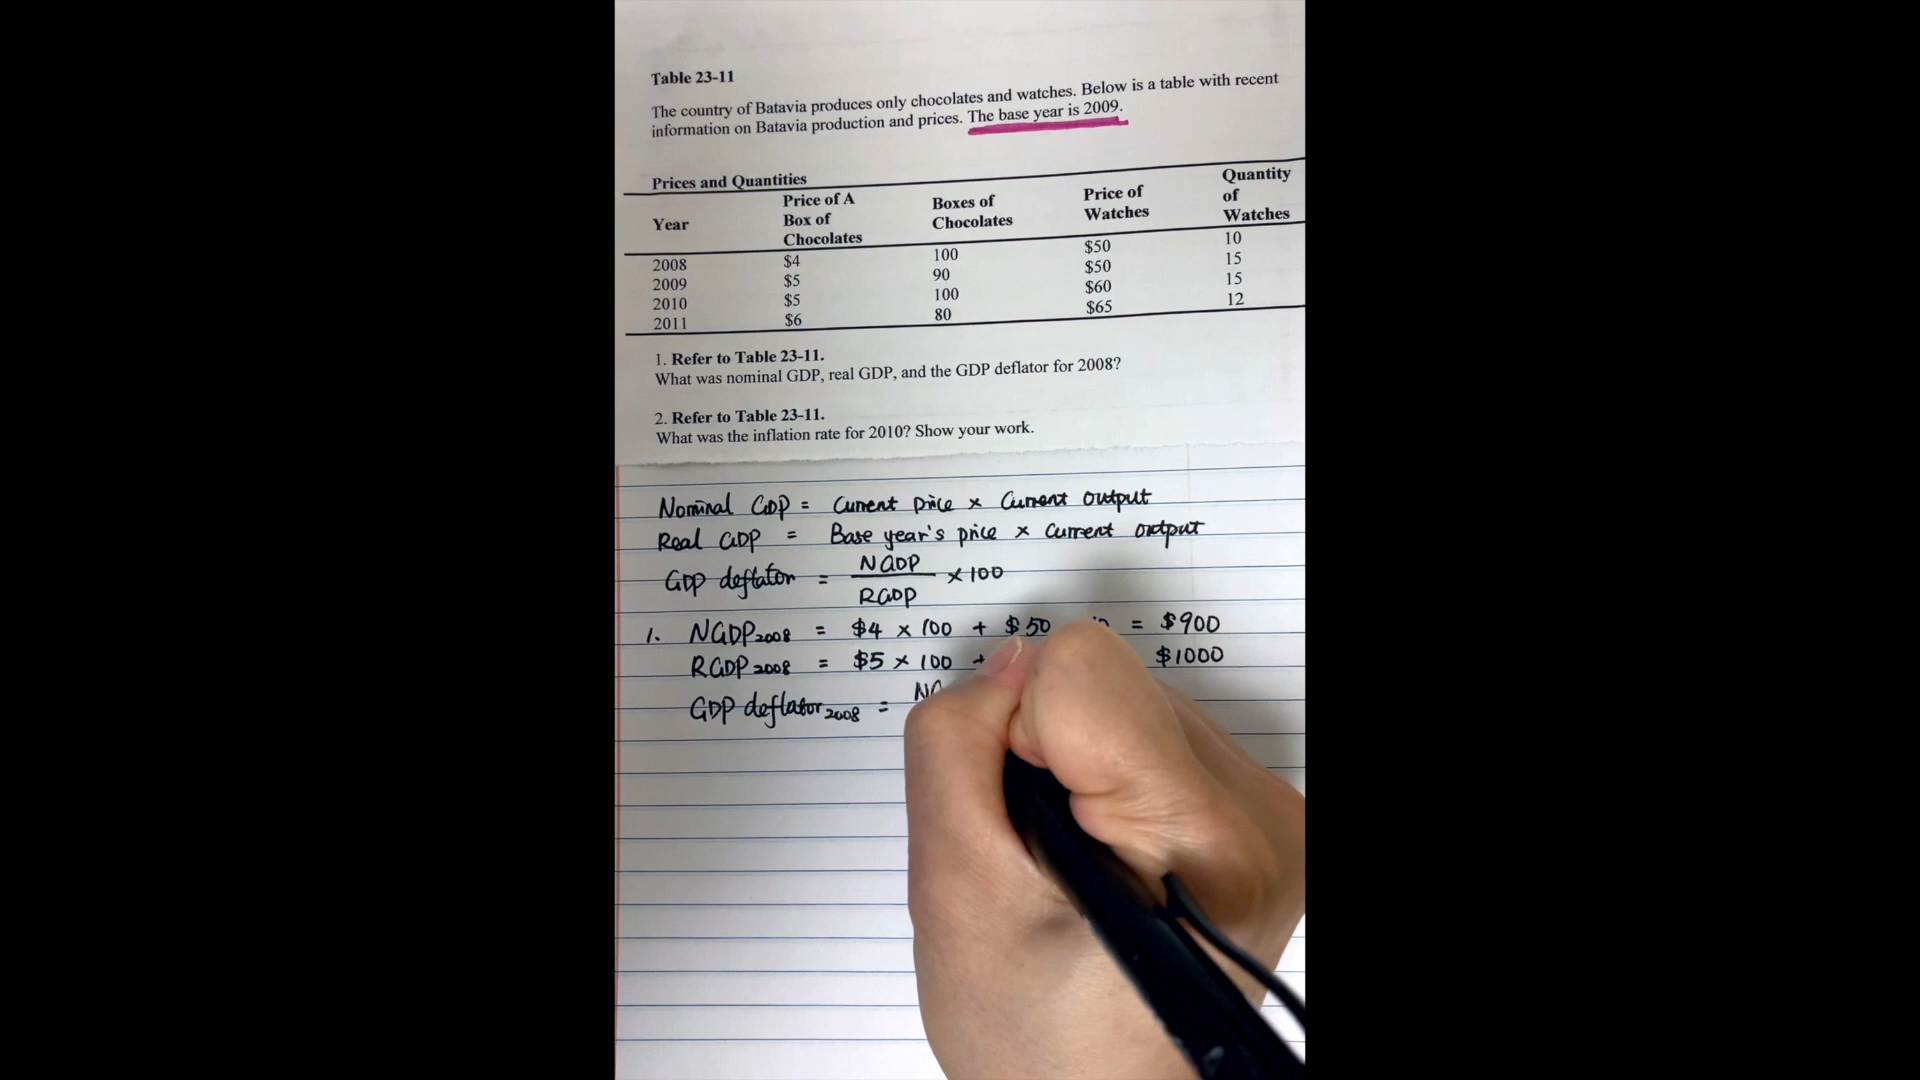 Table 23-11
The country of Batavia produces only chocolates and watches. Below is a table with recent
information on Batavia production and prices. The base year is 2009.
Prices and Quantities
Year Price of A Box of Chocolates Boxes of Chocolates Price of Watches Quantity of Watches
2008 $4 100 $50 10
2009 $5 90 $50 15
2010 $5 100 $60 15
2011 $6 80 $65 12
1. Refer to Table 23-11.
What was nominal GDP, real GDP, and the GDP deflator for 2008?
2. Refer to Table 23-11.
What was the inflation rate for 2010? Show your work.
Nominal GDP = Current price × Current output
Real GDP = Base year's price × Current output
GDP deflator = NGDP / RGDP × 100
1. NGDP2008 = $4 × 100 + $50 = $900
RGDP2008 = $5 × 100 + $1000
GDP deflator2008 =